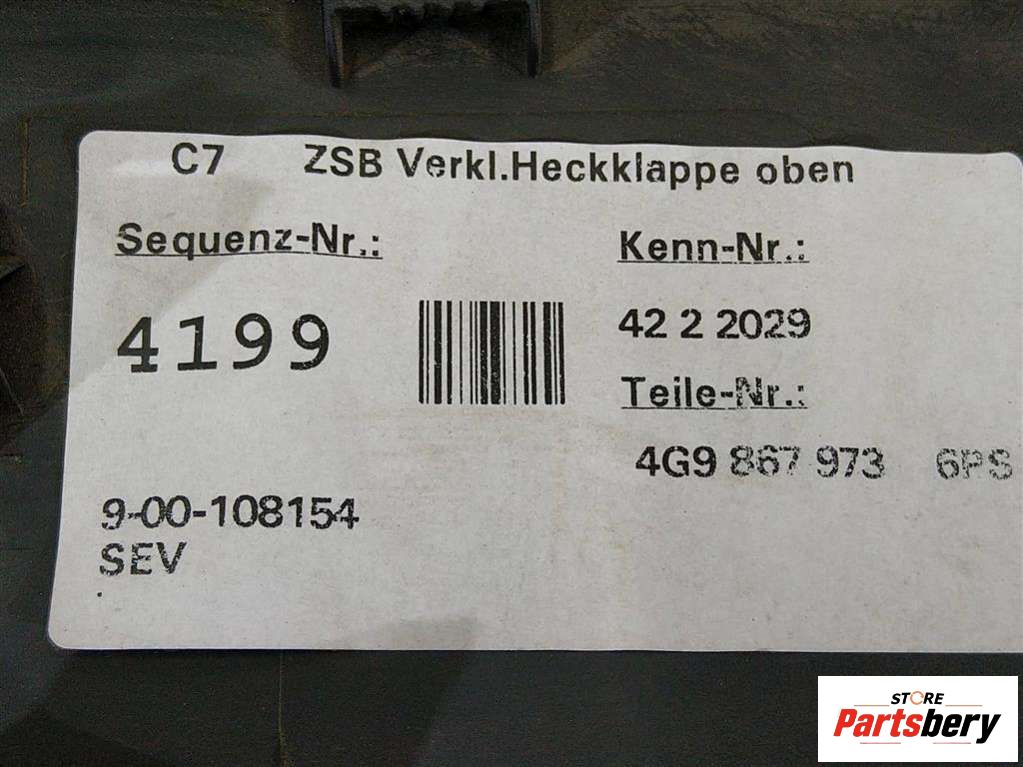 C7 ZSB Verkl.Heckklappe oben
Sequenz-Nr.:
Kenn-Nr.:
4199
42 2 2029
Teile-Nr.:
4G9 867 973 6PS
9-00-108154
SEV
STORE
Partsbery